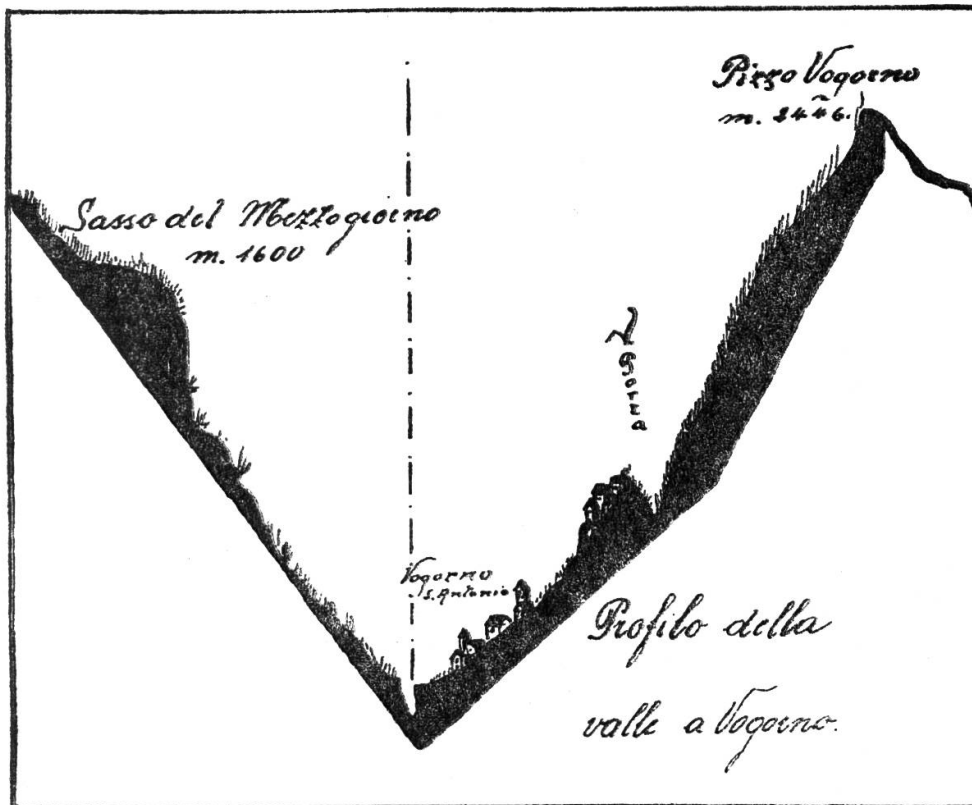 Pizzo Vogorno
m. 2446.
Sasso del Mezzogiorno
m. 1600
Vogorno
S. Antonio
Profilo della
valle a Vogorno.